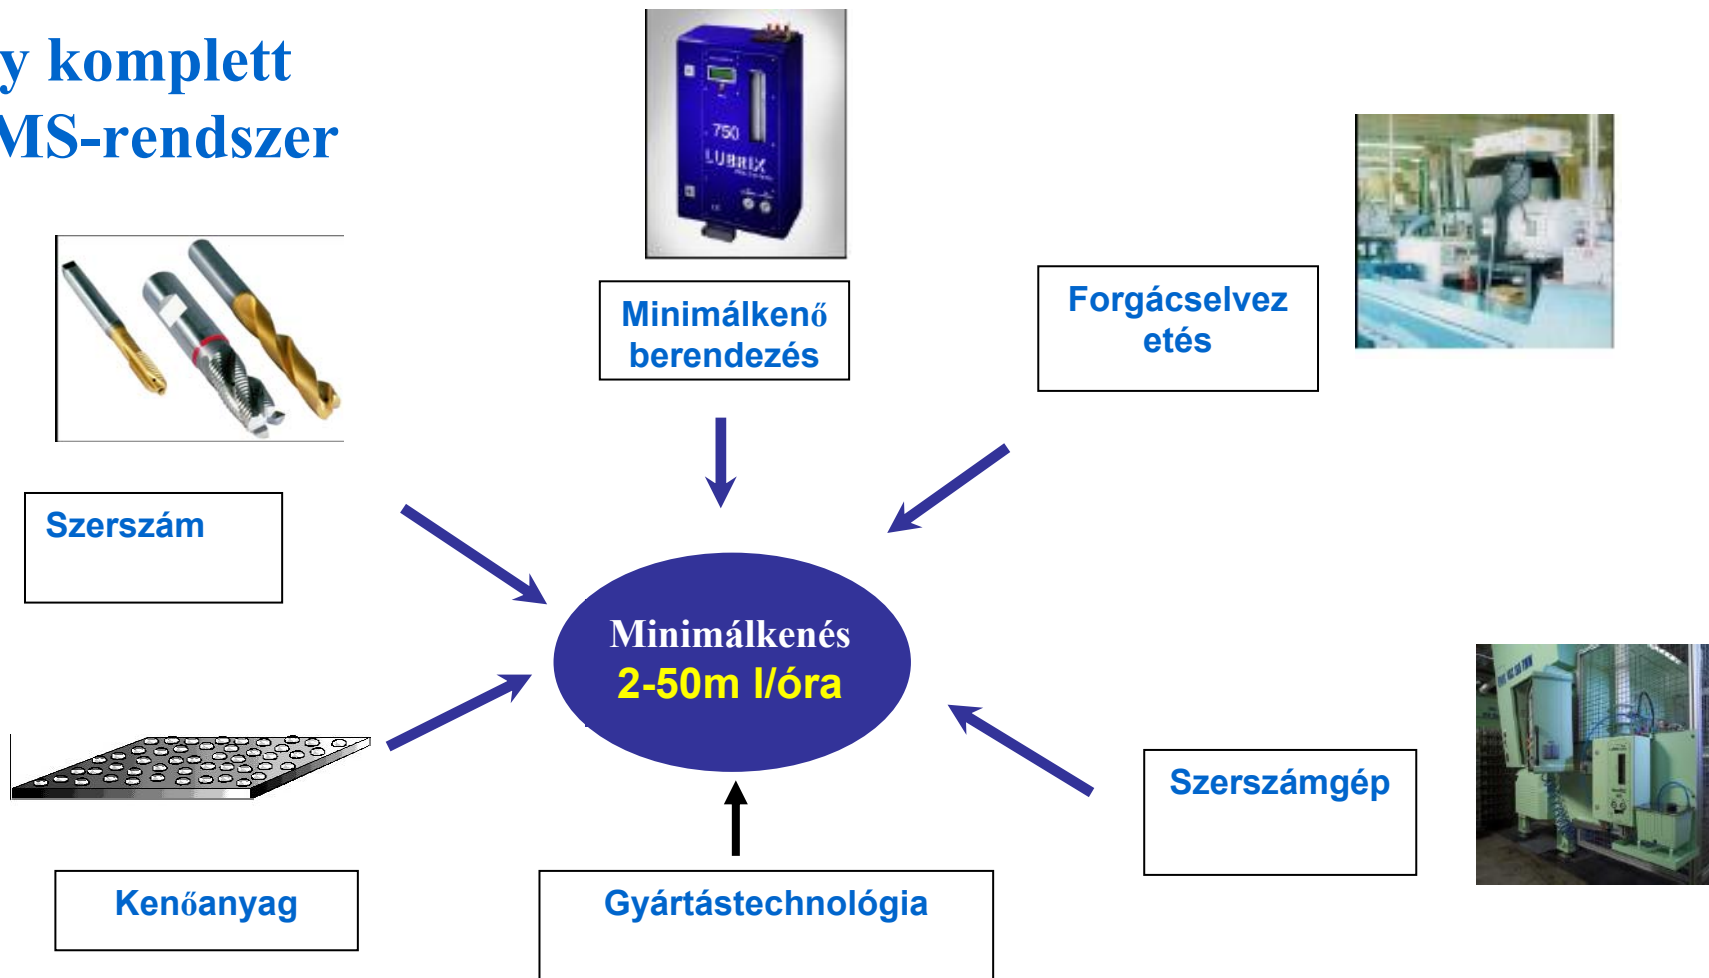 y komplett
MS-rendszer
750
LUBRIX
Minimálkenő
berendezés
Forgácselvez
etés
Szerszám
Minimálkenés
2-50m l/óra
Szerszámgép
Kenőanyag
Gyártástechnológia